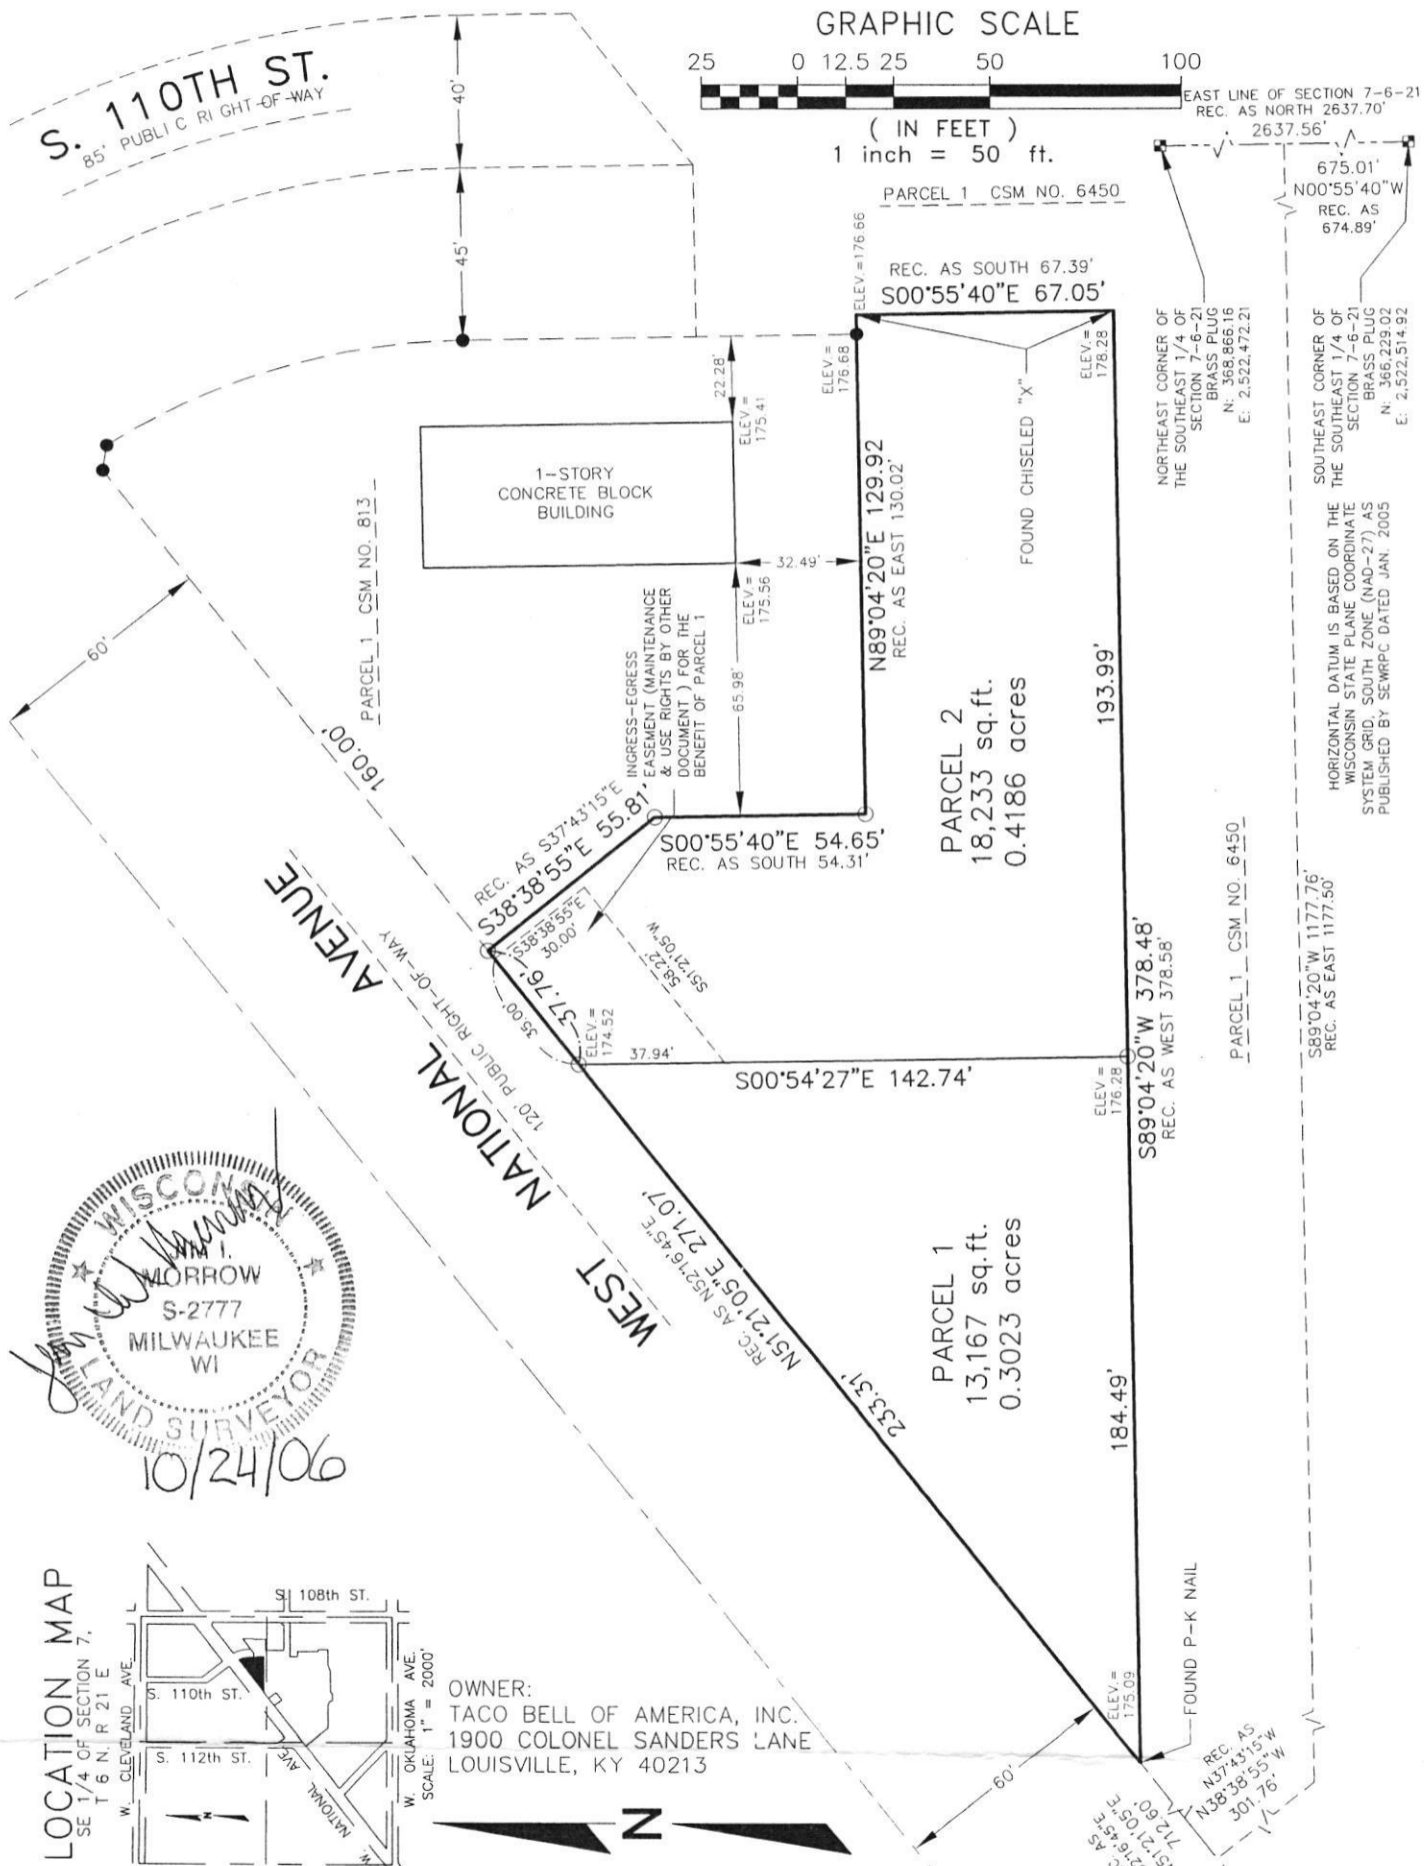 GRAPHIC SCALE
25 0 12.5 25 50 100
( IN FEET )
1 inch = 50 ft.
EAST LINE OF SECTION 7-6-21
REC. AS NORTH 2637.70'
2637.56'
675.01'
N00°55'40"W
REC. AS
674.89'
S. 110TH ST.
85' PUBLIC RIGHT-OF-WAY
40'
45'
PARCEL 1 CSM NO. 6450
ELEV.=176.66
REC. AS SOUTH 67.39'
S00°55'40"E 67.05'
ELEV.=
176.68
ELEV.=
178.28
FOUND CHISELED "X"
NORTHEAST CORNER OF
THE SOUTHEAST 1/4 OF
SECTION 7-6-21
BRASS PLUG
N: 368,866.16
E: 2,522,472.21
SOUTHEAST CORNER OF
THE SOUTHEAST 1/4 OF
SECTION 7-6-21
BRASS PLUG
N: 366,229.02
E: 2,522,514.92
22.28'
ELEV.=
175.41
1-STORY
CONCRETE BLOCK
BUILDING
32.49'
ELEV.=
175.56
65.98'
N89°04'20"E 129.92
REC. AS EAST 130.02'
PARCEL 1 CSM NO. 813
60'
160.00'
INGRESS-EGRESS
EASEMENT (MAINTENANCE
& USE RIGHTS BY OTHER
DOCUMENT ) FOR THE
BENEFIT OF PARCEL 1
193.99'
HORIZONTAL DATUM IS BASED ON THE
WISCONSIN STATE PLANE COORDINATE
SYSTEM GRID, SOUTH ZONE (NAD-27) AS
PUBLISHED BY SEWRPC DATED JAN. 2005
PARCEL 2
18,233 sq.ft.
0.4186 acres
REC. AS S37°43'15"E
S38°38'55"E 55.81'
S00°55'40"E 54.65'
REC. AS SOUTH 54.31'
S38°38'55"E
30.00'
58.22'
S51°21'05"W
37.76'
35.00'
ELEV.=
174.52
37.94'
S00°54'27"E 142.74'
ELEV.=
176.28
S89°04'20"W 378.48'
REC. AS WEST 378.58'
PARCEL 1 CSM NO. 6450
S89°04'20"W 1177.76'
REC. AS EAST 1177.50'
WEST NATIONAL AVENUE
120' PUBLIC RIGHT-OF-WAY
REC. AS N52°16'45"E
N51°21'05"E 271.07'
233.31'
PARCEL 1
13,167 sq.ft.
0.3023 acres
184.49'
WISCONSIN
MORROW
S-2777
MILWAUKEE
WI
LAND SURVEYOR
10/24/06
LOCATION MAP
SE 1/4 OF SECTION 7,
T 6 N, R 21 E
W. CLEVELAND AVE.
S. 108th ST.
S. 110th ST.
S. 112th ST.
W. NATIONAL AVE.
W. OKLAHOMA AVE.
SCALE: 1" = 2000'
N
OWNER:
TACO BELL OF AMERICA, INC.
1900 COLONEL SANDERS LANE
LOUISVILLE, KY 40213
N
60'
ELEV.=
175.09
FOUND P-K NAIL
REC. AS
N37°43'15"W
N38°38'55"W
301.76'
712.60'